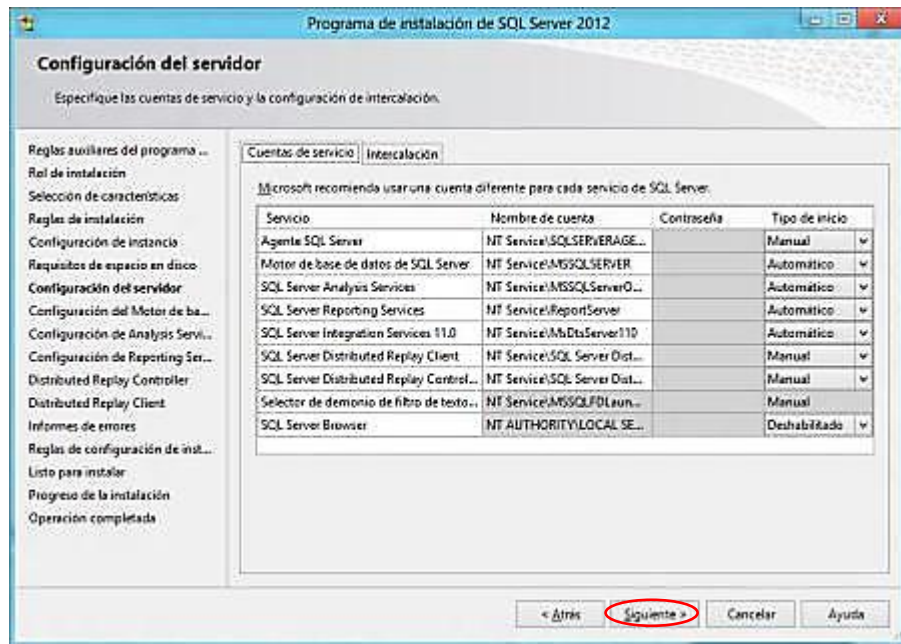 Programa de instalación de SQL Server 2012
Configuración del servidor
Especifique las cuentas de servicio y la configuración de intercalación.
Reglas auxiliares del programa ...
Rol de instalación
Selección de características
Reglas de instalación
Configuración de instancia
Requisitos de espacio en disco
Configuración del servidor
Configuración del Motor de ba...
Configuración de Analysis Servi...
Configuración de Reporting Ser...
Distributed Replay Controller
Distributed Replay Client
Informes de errores
Reglas de configuración de inst...
Listo para instalar
Progreso de la instalación
Operación completada
Cuentas de servicio Intercalación
Microsoft recomienda usar una cuenta diferente para cada servicio de SQL Server.
Servicio Nombre de cuenta Contraseña Tipo de inicio
Agente SQL Server NT Service\SQLSERVERAGE... Manual
Motor de base de datos de SQL Server NT Service\MSSQLSERVER Automático
SQL Server Analysis Services NT Service\MSSQLServerO... Automático
SQL Server Reporting Services NT Service\ReportServer Automático
SQL Server Integration Services 11.0 NT Service\MsDtsServer110 Automático
SQL Server Distributed Replay Client NT Service\SQL Server Dist... Manual
SQL Server Distributed Replay Control... NT Service\SQL Server Dist... Manual
Selector de demonio de filtro de texto... NT Service\MSSQLFDLaun... Manual
SQL Server Browser NT AUTHORITY\LOCAL SE... Deshabilitado
< Atrás Siguiente > Cancelar Ayuda